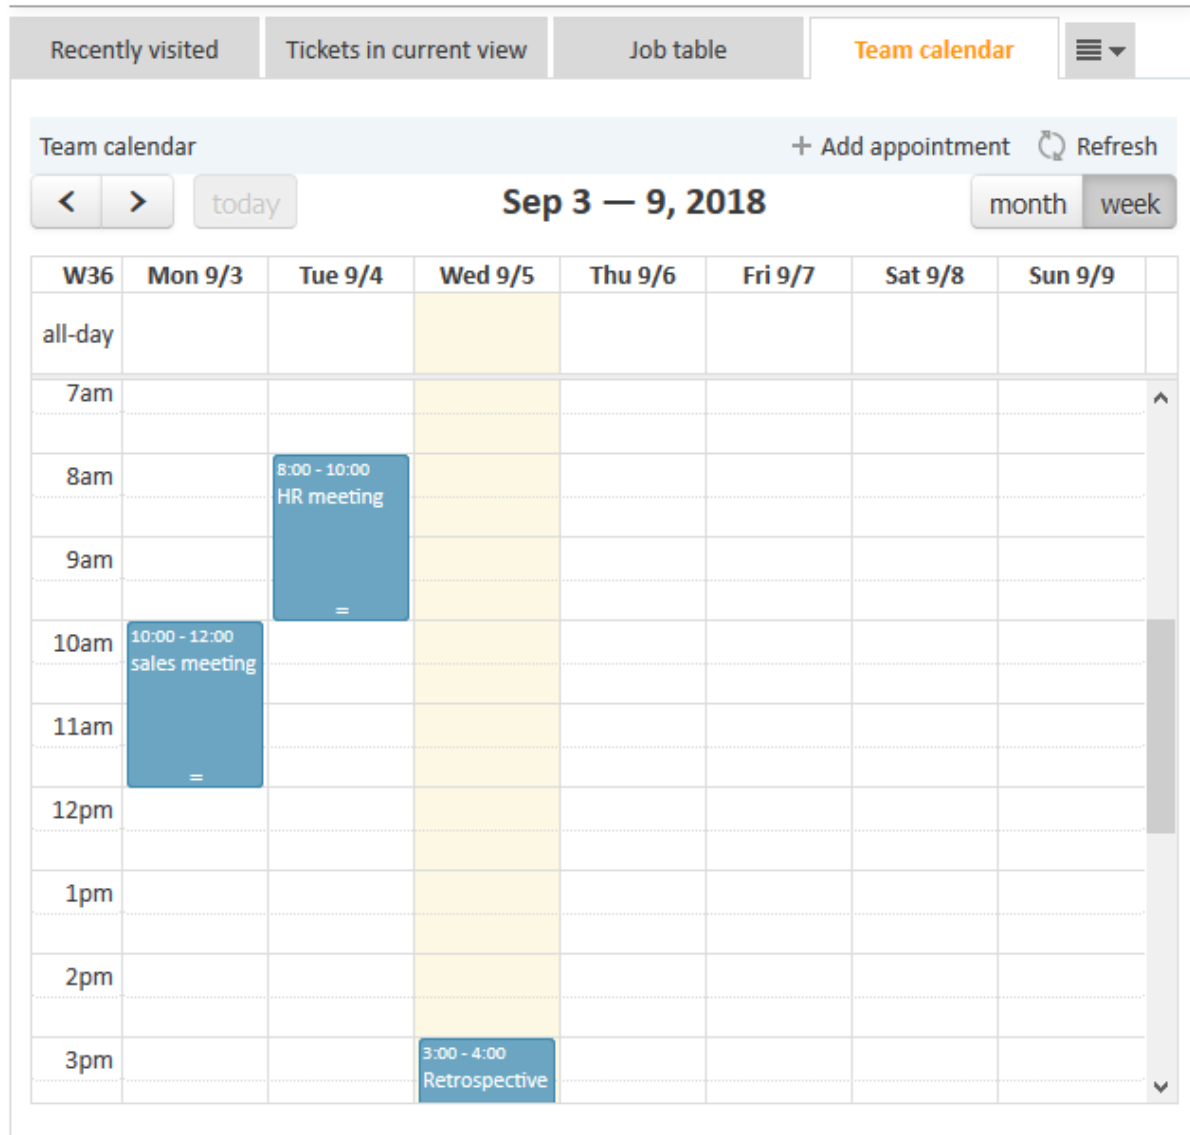 Recently visited Tickets in current view Job table Team calendar
Team calendar + Add appointment Refresh
< > today Sep 3 — 9, 2018 month week
W36 Mon 9/3 Tue 9/4 Wed 9/5 Thu 9/6 Fri 9/7 Sat 9/8 Sun 9/9
all-day
7am
8am 8:00 - 10:00
HR meeting
9am
=
10am 10:00 - 12:00
sales meeting
11am
=
12pm
1pm
2pm
3pm 3:00 - 4:00
Retrospective